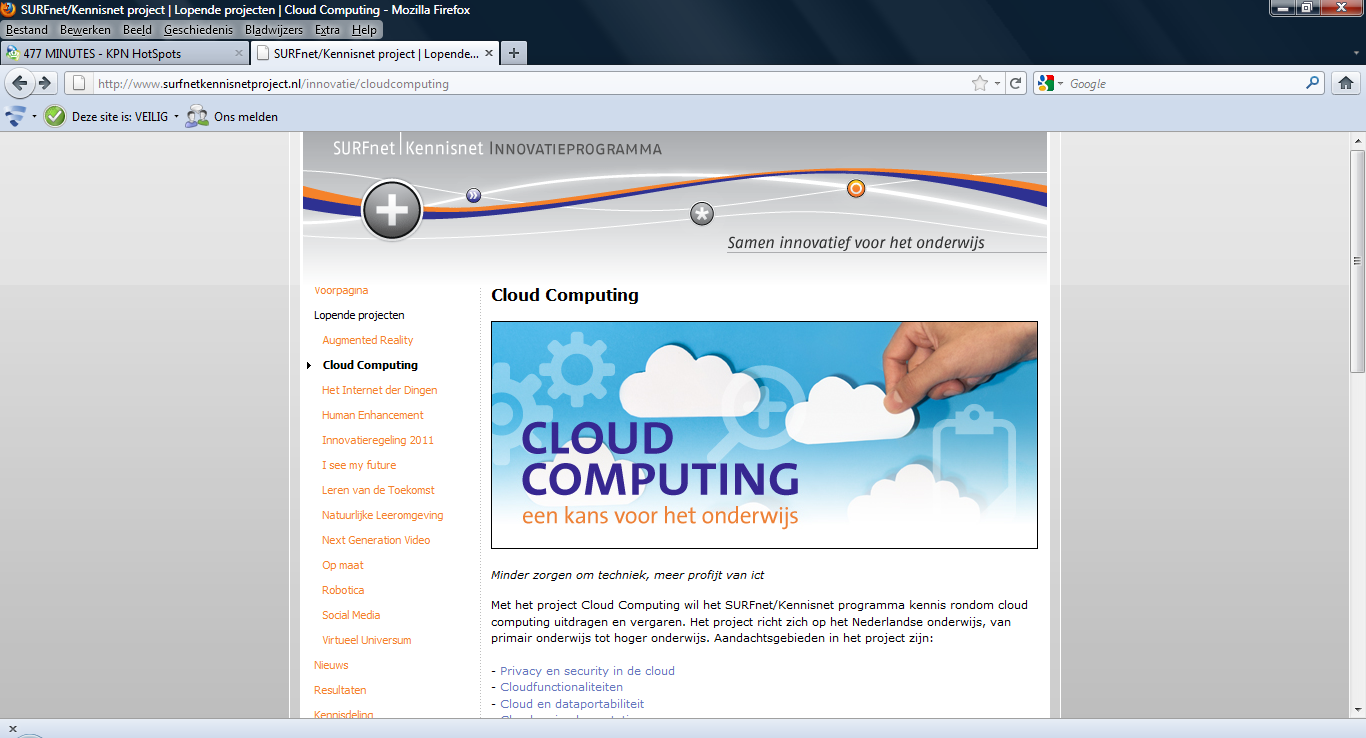 SURFnet/Kennisnet project | Lopende projecten | Cloud Computing - Mozilla Firefox
Bestand Bewerken Beeld Geschiedenis Bladwijzers Extra Help
477 MINUTES - KPN HotSpots
SURFnet/Kennisnet project | Lopende...
http://www.surfnetkennisnetproject.nl/innovatie/cloudcomputing
Google
Deze site is: VEILIG
Ons melden
SURFnet Kennisnet INNOVATIEPROGRAMMA
Samen innovatief voor het onderwijs
Voorpagina
Lopende projecten
Augmented Reality
Cloud Computing
Het Internet der Dingen
Human Enhancement
Innovatieregeling 2011
I see my future
Leren van de Toekomst
Natuurlijke Leeromgeving
Next Generation Video
Op maat
Robotica
Social Media
Virtueel Universum
Nieuws
Resultaten
Kennisdeling
Cloud Computing
CLOUD
COMPUTING
een kans voor het onderwijs
Minder zorgen om techniek, meer profijt van ict
Met het project Cloud Computing wil het SURFnet/Kennisnet programma kennis rondom cloud
computing uitdragen en vergaren. Het project richt zich op het Nederlandse onderwijs, van
primair onderwijs tot hoger onderwijs. Aandachtsgebieden in het project zijn:
- Privacy en security in de cloud
- Cloudfunctionaliteiten
- Cloud en dataportabiliteit